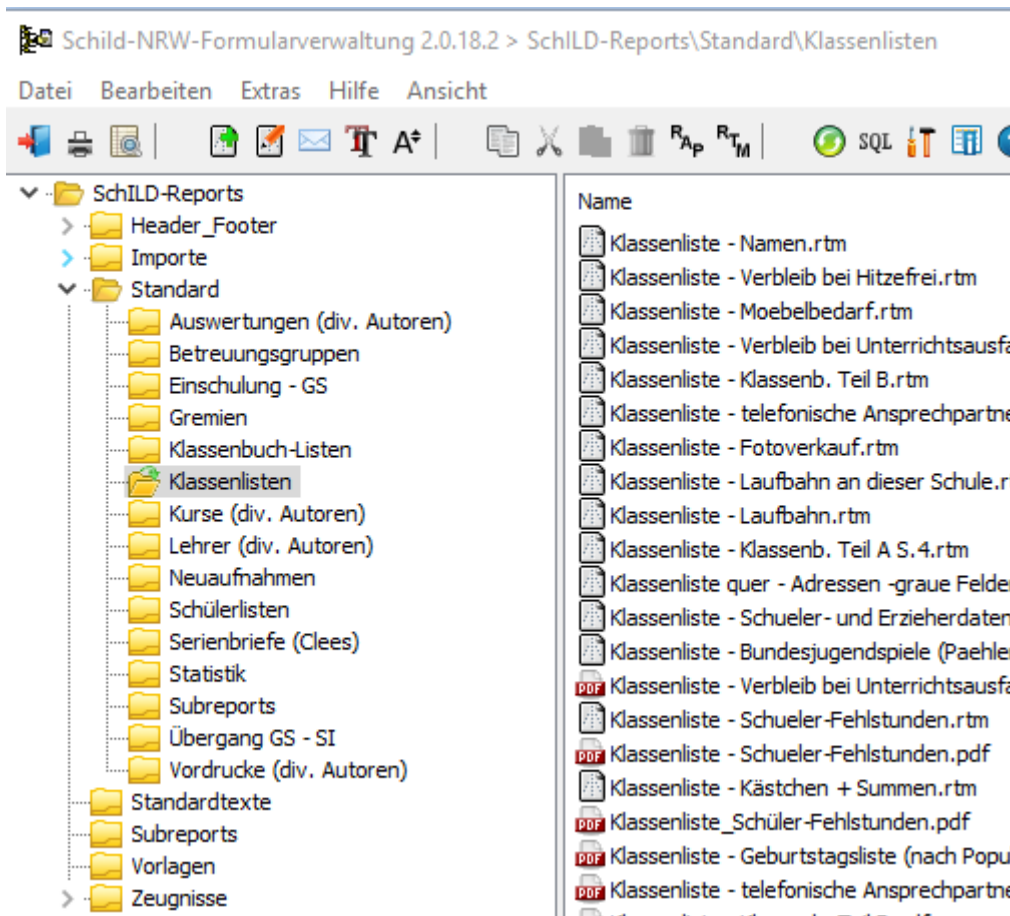 Schild-NRW-Formularverwaltung 2.0.18.2 > SchILD-Reports\Standard\Klassenlisten
Datei Bearbeiten Extras Hilfe Ansicht
RAP RTM SQL
SchILD-Reports
Header_Footer
Importe
Standard
Auswertungen (div. Autoren)
Betreuungsgruppen
Einschulung - GS
Gremien
Klassenbuch-Listen
Klassenlisten
Kurse (div. Autoren)
Lehrer (div. Autoren)
Neuaufnahmen
Schülerlisten
Serienbriefe (Clees)
Statistik
Subreports
Übergang GS - SI
Vordrucke (div. Autoren)
Standardtexte
Subreports
Vorlagen
Zeugnisse
Name
Klassenliste - Namen.rtm
Klassenliste - Verbleib bei Hitzefrei.rtm
Klassenliste - Moebelbedarf.rtm
Klassenliste - Verbleib bei Unterrichtsausfa
Klassenliste - Klassenb. Teil B.rtm
Klassenliste - telefonische Ansprechpartne
Klassenliste - Fotoverkauf.rtm
Klassenliste - Laufbahn an dieser Schule.r
Klassenliste - Laufbahn.rtm
Klassenliste - Klassenb. Teil A S.4.rtm
Klassenliste quer - Adressen -graue Felder
Klassenliste - Schueler- und Erzieherdaten
Klassenliste - Bundesjugendspiele (Paehle
PDF Klassenliste - Verbleib bei Unterrichtsausfa
Klassenliste - Schueler-Fehlstunden.rtm
PDF Klassenliste - Schueler-Fehlstunden.pdf
Klassenliste - Kästchen + Summen.rtm
PDF Klassenliste_Schüler-Fehlstunden.pdf
PDF Klassenliste - Geburtstagsliste (nach Popu
PDF Klassenliste - telefonische Ansprechpartne